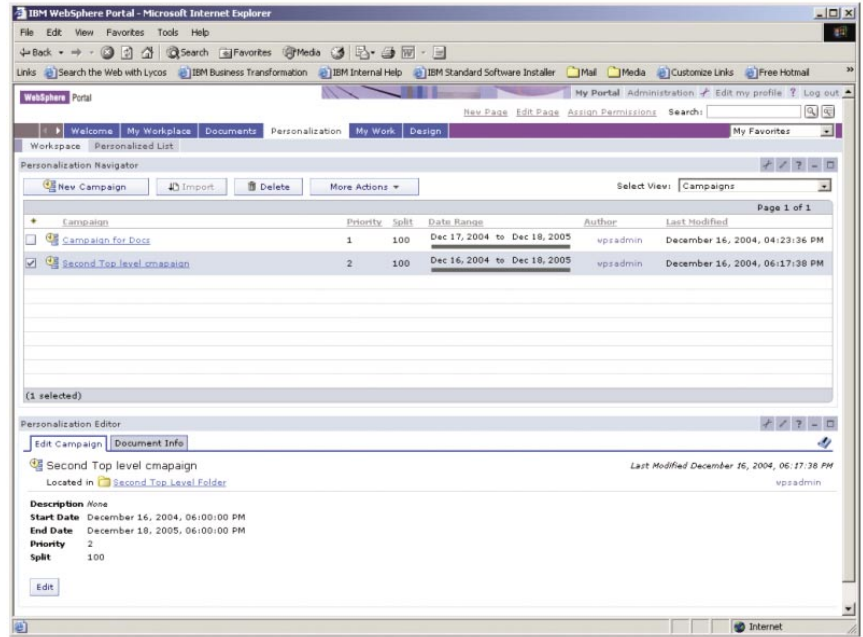 IBM WebSphere Portal - Microsoft Internet Explorer
File Edit View Favorites Tools Help
Back Search Favorites Media
Links Search the Web with Lycos IBM Business Transformation IBM Internal Help IBM Standard Software Installer Mail Media Customize Links Free Hotmail »
WebSphere Portal My Portal Administration Edit my profile ? Log out
New Page Edit Page Assign Permissions Search:
Welcome My Workplace Documents Personalization My Work Design My Favorites
Workspace Personalized List
Personalization Navigator
New Campaign Import Delete More Actions Select View: Campaigns
Page 1 of 1
Campaign Priority Split Date Range Author Last Modified
Campaign for Docs 1 100 Dec 17, 2004 to Dec 18, 2005 wpsadmin December 16, 2004, 04:23:36 PM
Second Top level cmapaign 2 100 Dec 16, 2004 to Dec 18, 2005 wpsadmin December 16, 2004, 06:17:38 PM
(1 selected)
Personalization Editor
Edit Campaign Document Info
Second Top level cmapaign Last Modified December 16, 2004, 06:17:38 PM
Located in Second Top Level Folder wpsadmin
Description None
Start Date December 16, 2004, 06:00:00 PM
End Date December 18, 2005, 06:00:00 PM
Priority 2
Split 100
Edit
Internet